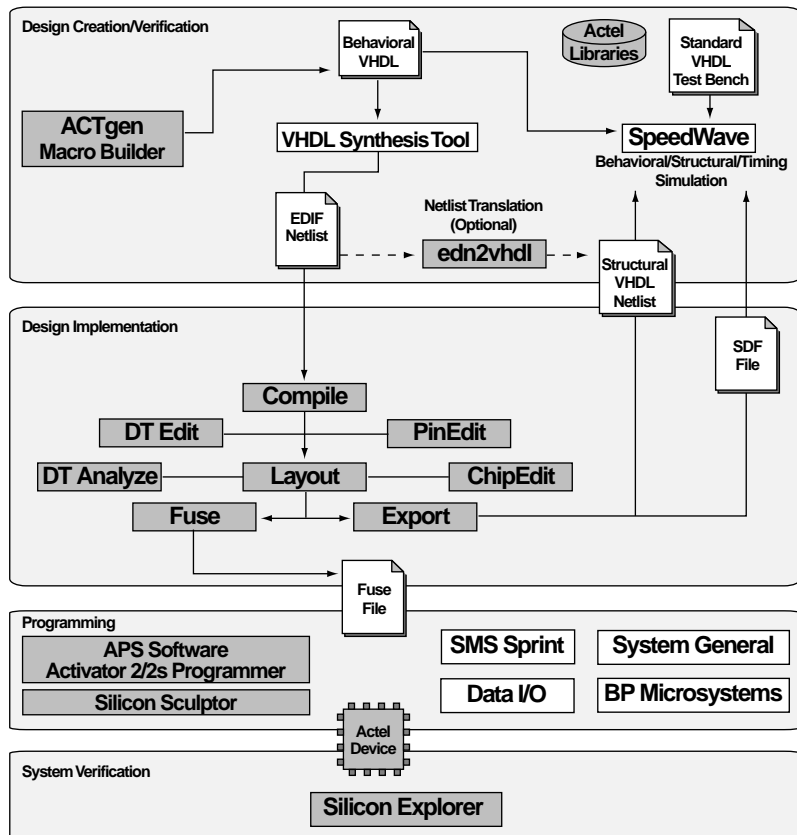 Design Creation/Verification
Behavioral
VHDL
Actel
Libraries
Standard
VHDL
Test Bench
ACTgen
Macro Builder
VHDL Synthesis Tool
SpeedWave
Behavioral/Structural/Timing
Simulation
EDIF
Netlist
Netlist Translation
(Optional)
edn2vhdl
Structural
VHDL
Netlist
Design Implementation
SDF
File
Compile
DT Edit
PinEdit
DT Analyze
Layout
ChipEdit
Fuse
Export
Fuse
File
Programming
APS Software
Activator 2/2s Programmer
Silicon Sculptor
SMS Sprint
System General
Data I/O
BP Microsystems
Actel
Device
System Verification
Silicon Explorer